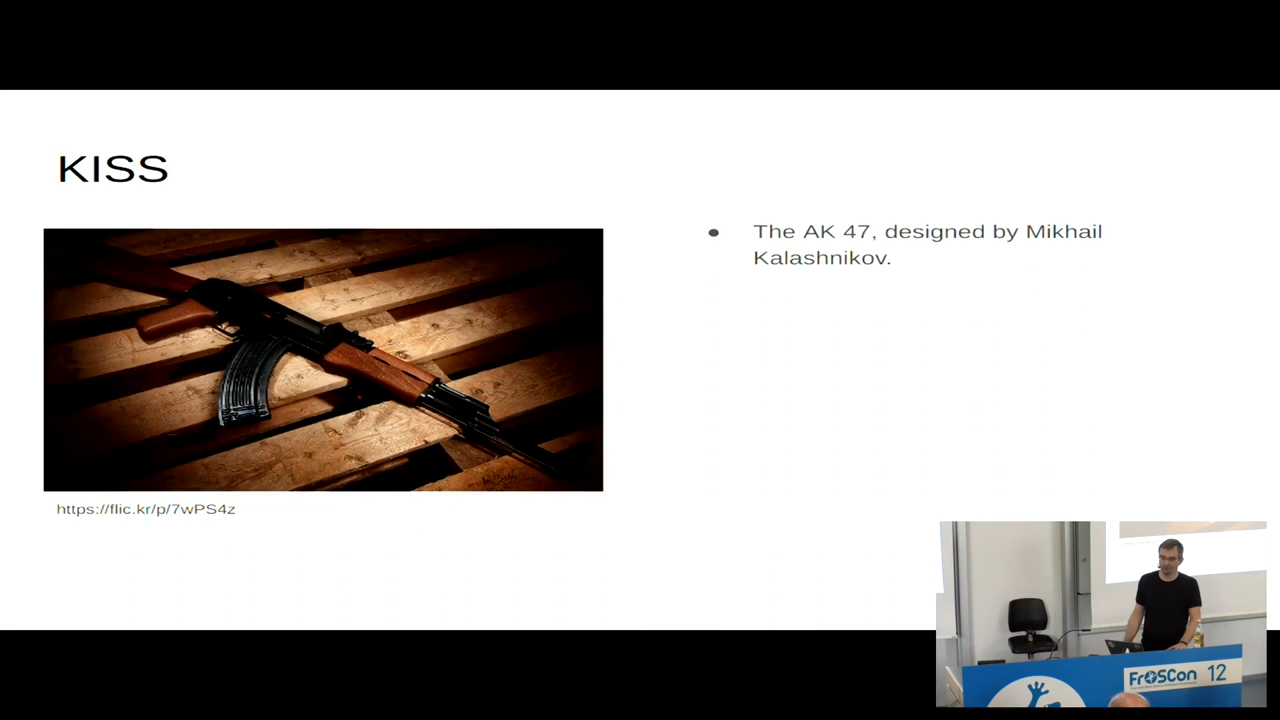 KISS
● The AK 47, designed by Mikhail
Kalashnikov.
https://flic.kr/p/7wPS4z
FrOSCon 12